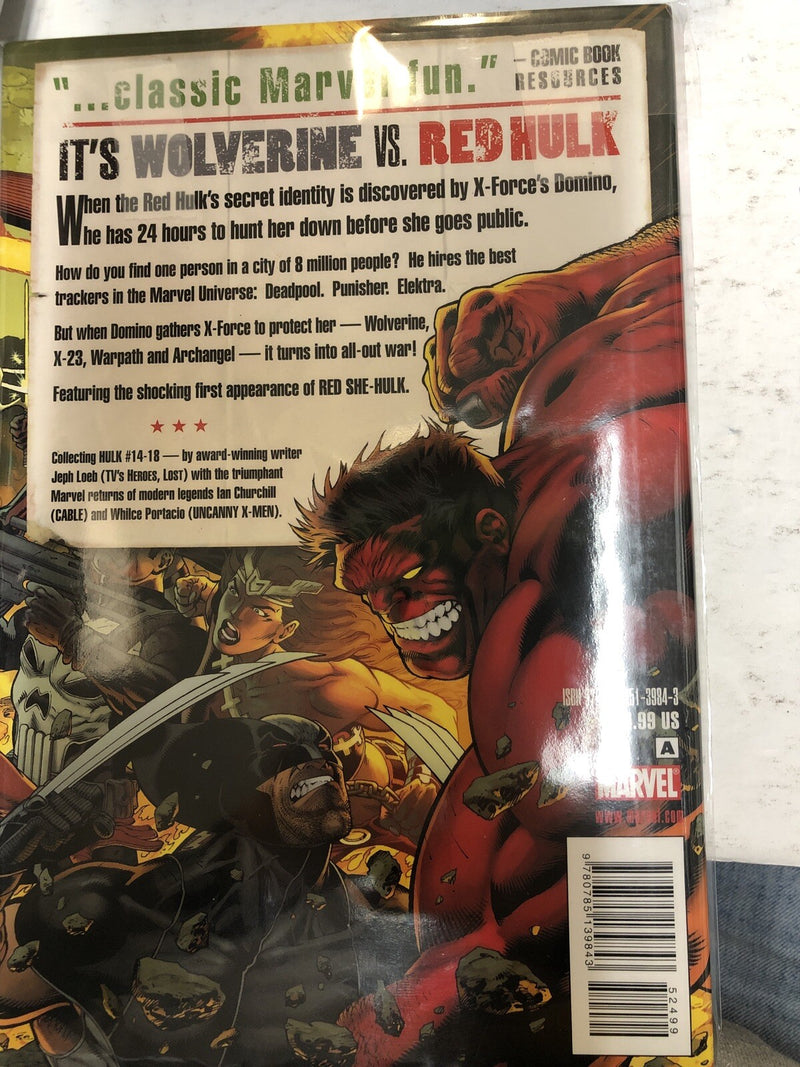 "...classic Marvel fun."
— COMIC BOOK
RESOURCES
IT'S WOLVERINE VS. RED HULK
When the Red Hulk's secret identity is discovered by X-Force's Domino,
he has 24 hours to hunt her down before she goes public.
How do you find one person in a city of 8 million people? He hires the best
trackers in the Marvel Universe: Deadpool. Punisher. Elektra.
But when Domino gathers X-Force to protect her — Wolverine,
X-23, Warpath and Archangel — it turns into all-out war!
Featuring the shocking first appearance of RED SHE-HULK.
Collecting HULK #14-18 — by award-winning writer
Jeph Loeb (TV's HEROES, LOST) with the triumphant
Marvel returns of modern legends Ian Churchill
(CABLE) and Whilce Portacio (UNCANNY X-MEN).
ISBN 51-3984-3
.99 US
A
MARVEL
9 780785 139843
52499